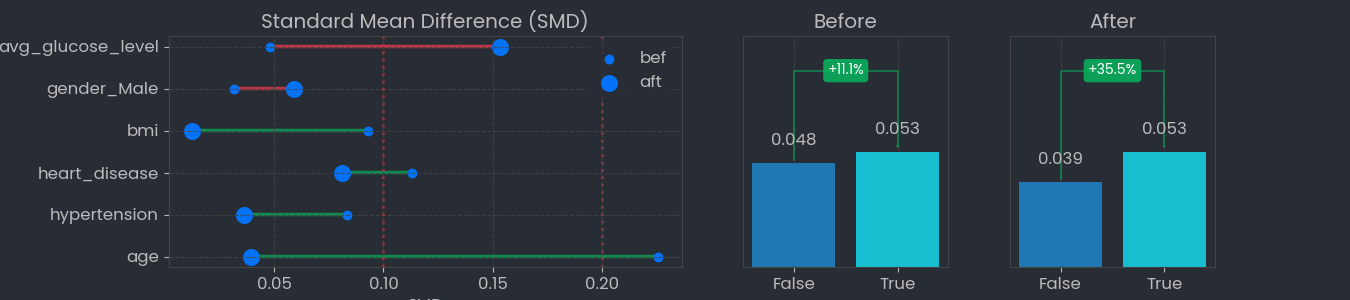 Standard Mean Difference (SMD)
avg_glucose_level
gender_Male
bmi
heart_disease
hypertension
age
bef
aft
0.05
0.10
0.15
0.20
Before
+11.1%
0.048
0.053
False
True
After
+35.5%
0.039
0.053
False
True